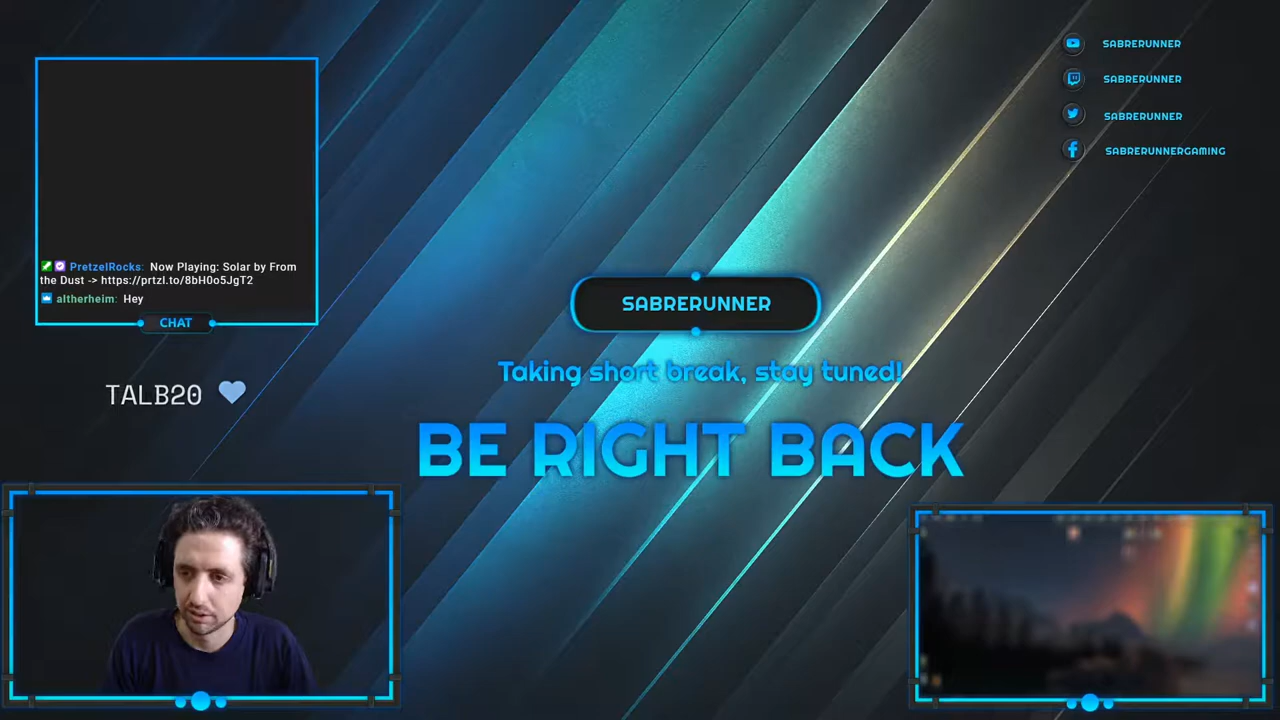 SABRERUNNER
SABRERUNNER
SABRERUNNER
SABRERUNNERGAMING
PretzelRocks: Now Playing: Solar by From
the Dust -> https://prtzl.to/8bH0o5JgT2
altherheim: Hey
CHAT
TALB20
SABRERUNNER
Taking short break, stay tuned!
BE RIGHT BACK